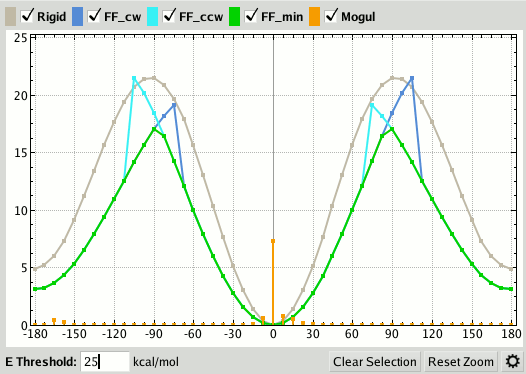 Rigid FF_cw FF_ccw FF_min Mogul
25
20
15
10
5
0
-180 -150 -120 -90 -60 -30 0 30 60 90 120 150 180
E Threshold: 25 kcal/mol Clear Selection Reset Zoom